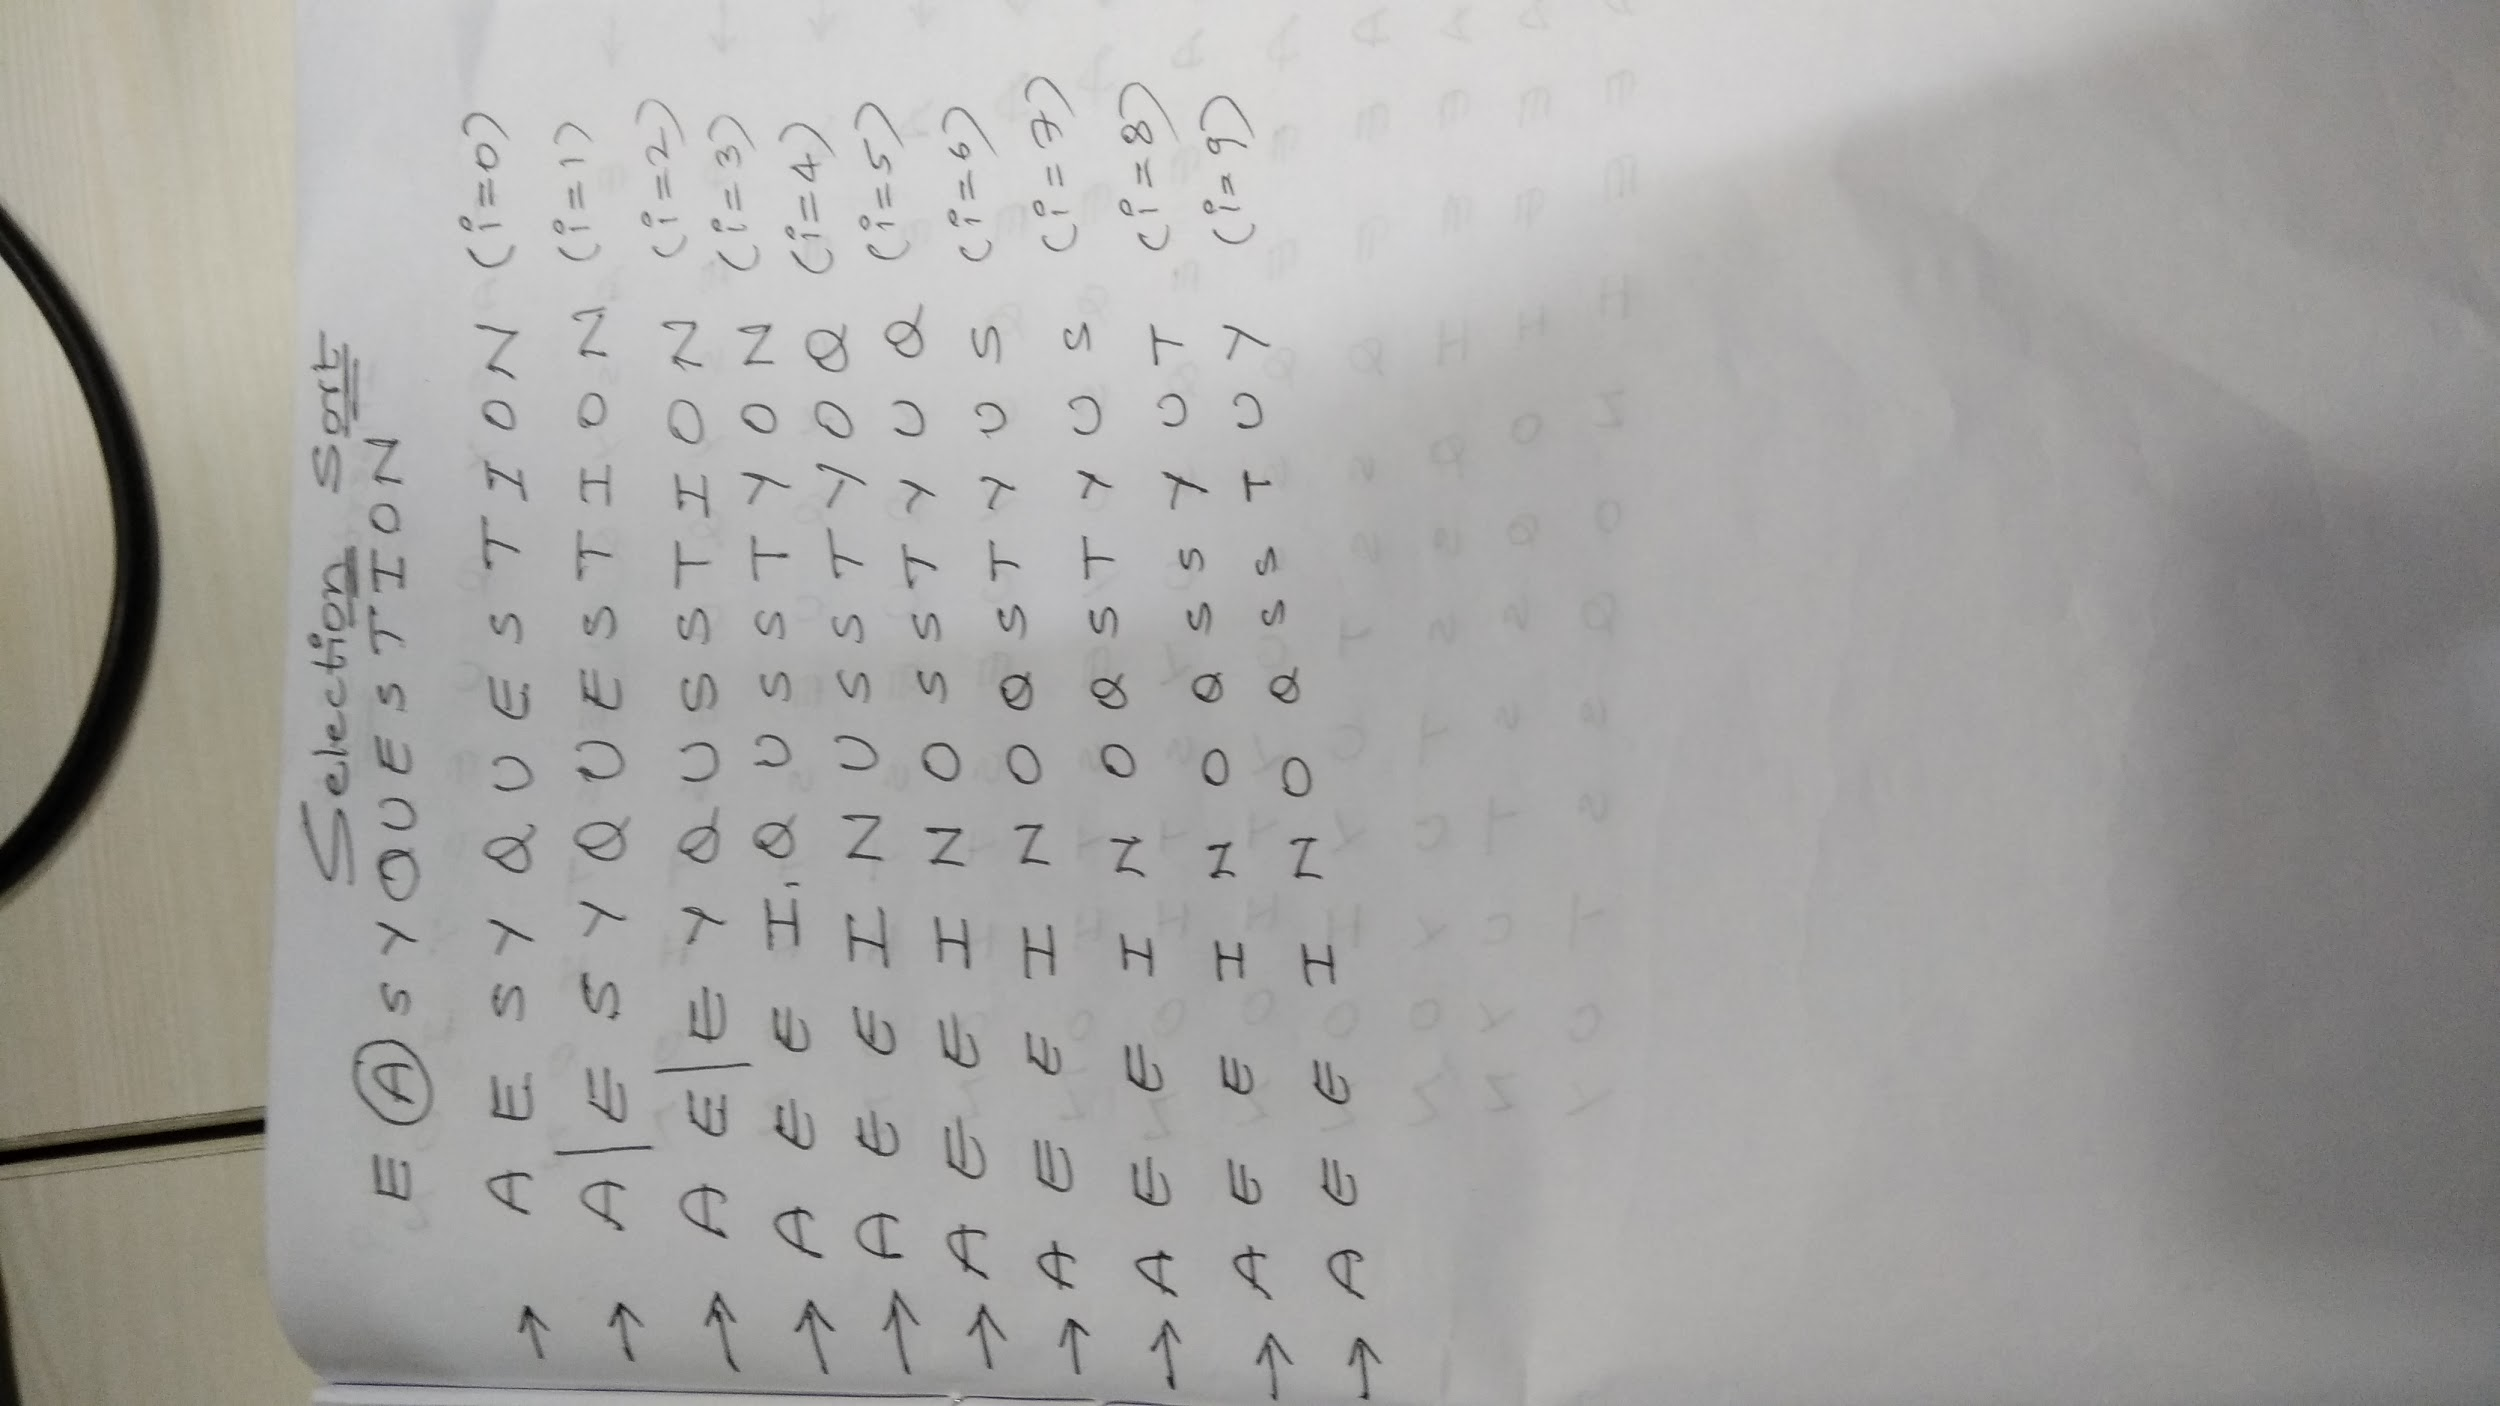 Selection Sort
E A S Y Q U E S T I O N
→ A E S Y Q U E S T I O N (i=0)
→ A | E S Y Q U E S T I O N (i=1)
→ A E | E Y Q U S S T I O N (i=2)
→ A E E I Q U S S T Y O N (i=3)
→ A E E I N U S S T Y O Q (i=4)
→ A E E I N O S S T Y U Q (i=5)
→ A E E I N O Q S T Y U S (i=6)
→ A E E I N O Q S T Y U S (i=7)
→ A E E I N O Q S S Y U T (i=8)
→ A E E I N O Q S S T U Y (i=9)